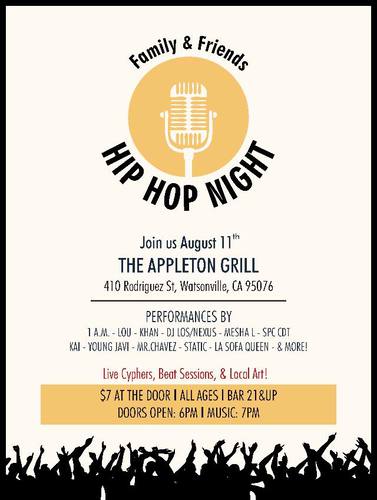 Family & Friends
HIP HOP NIGHT
Join us August 11th
THE APPLETON GRILL
410 Rodriguez St, Watsonville, CA 95076
PERFORMANCES BY
1 A.M. - LOU - KHAN - DJ LOS/NEXUS - MESHA L - SPC CDT
KAI - YOUNG JAVI - MR.CHAVEZ - STATIC - LA SOFA QUEEN - & MORE!
Live Cyphers, Beat Sessions, & Local Art!
$7 AT THE DOOR | ALL AGES | BAR 21&UP
DOORS OPEN: 6PM | MUSIC: 7PM